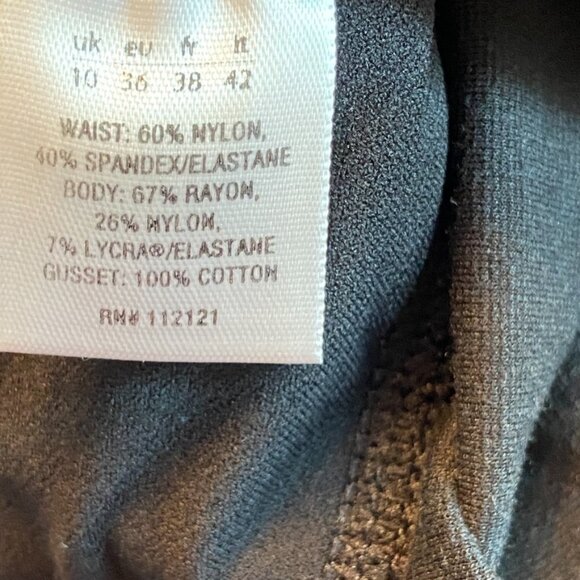 uk eu fr it
10 36 38 42
WAIST: 60% NYLON,
40% SPANDEX/ELASTANE
BODY: 67% RAYON,
26% NYLON,
7% LYCRA®/ELASTANE
GUSSET: 100% COTTON
RN# 112121